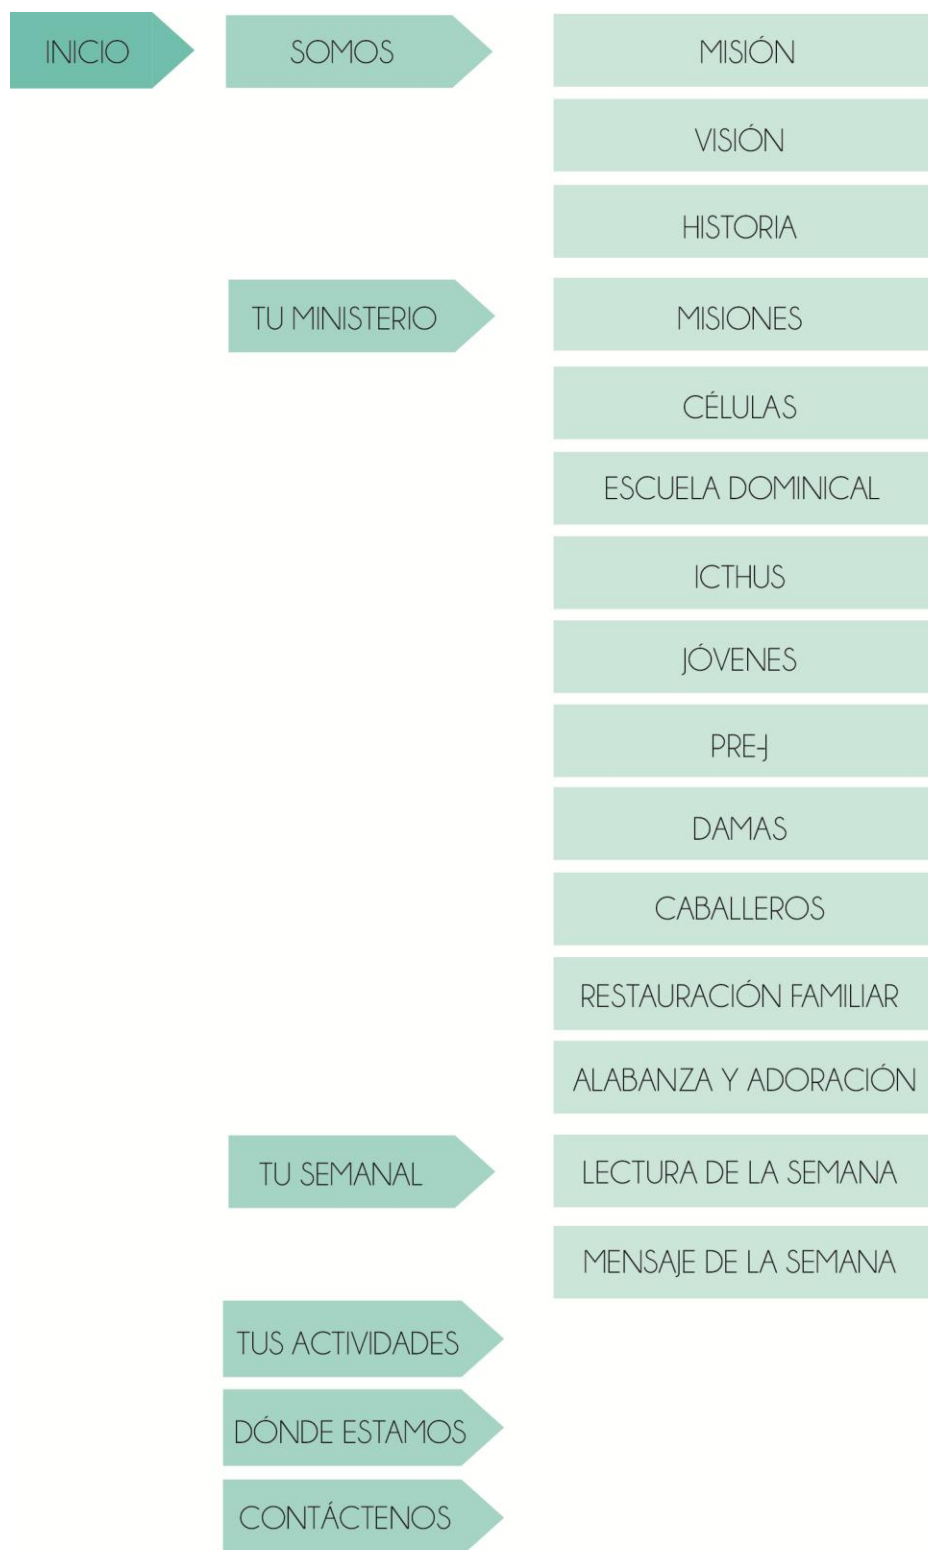 INICIO
SOMOS
MISIÓN
VISIÓN
HISTORIA
TU MINISTERIO
MISIONES
CÉLULAS
ESCUELA DOMINICAL
ICTHUS
JÓVENES
PRE-J
DAMAS
CABALLEROS
RESTAURACIÓN FAMILIAR
ALABANZA Y ADORACIÓN
TU SEMANAL
LECTURA DE LA SEMANA
MENSAJE DE LA SEMANA
TUS ACTIVIDADES
DÓNDE ESTAMOS
CONTÁCTENOS